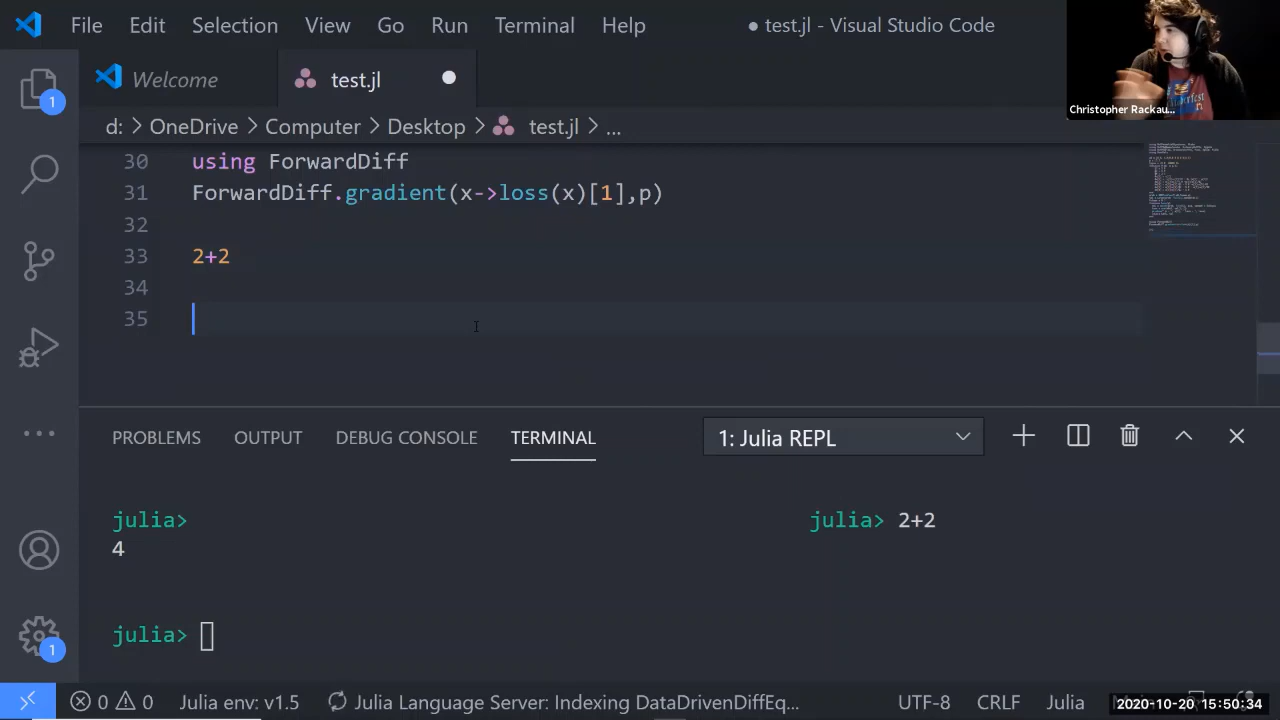 File Edit Selection View Go Run Terminal Help
● test.jl - Visual Studio Code
Christopher Rackau...
1
Welcome
test.jl
d: > OneDrive > Computer > Desktop > test.jl > ...
30 using ForwardDiff
31 ForwardDiff.gradient(x->loss(x)[1],p)
32
33 2+2
34
35
PROBLEMS OUTPUT DEBUG CONSOLE TERMINAL
1: Julia REPL
julia>
julia> 2+2
4
julia>
1
0 0 Julia env: v1.5 Julia Language Server: Indexing DataDrivenDiffEq... UTF-8 CRLF Julia
2020-10-20 15:50:34